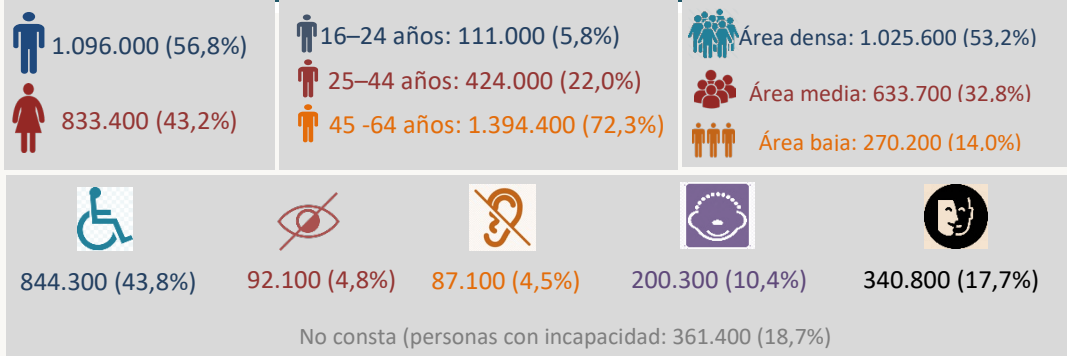 1.096.000 (56,8%)
833.400 (43,2%)
16–24 años: 111.000 (5,8%)
25–44 años: 424.000 (22,0%)
45 -64 años: 1.394.400 (72,3%)
Área densa: 1.025.600 (53,2%)
Área media: 633.700 (32,8%)
Área baja: 270.200 (14,0%)
844.300 (43,8%)
92.100 (4,8%)
87.100 (4,5%)
200.300 (10,4%)
340.800 (17,7%)
No consta (personas con incapacidad: 361.400 (18,7%)